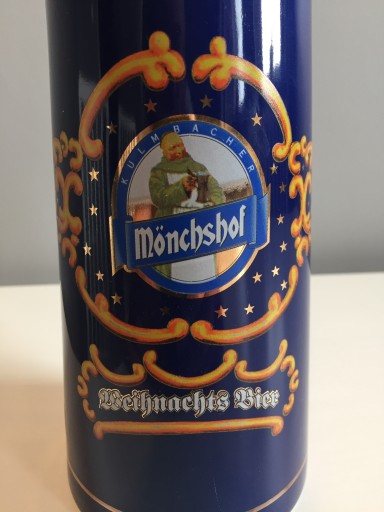 KULMBACHER
Mönchshof
Weihnachts Bier